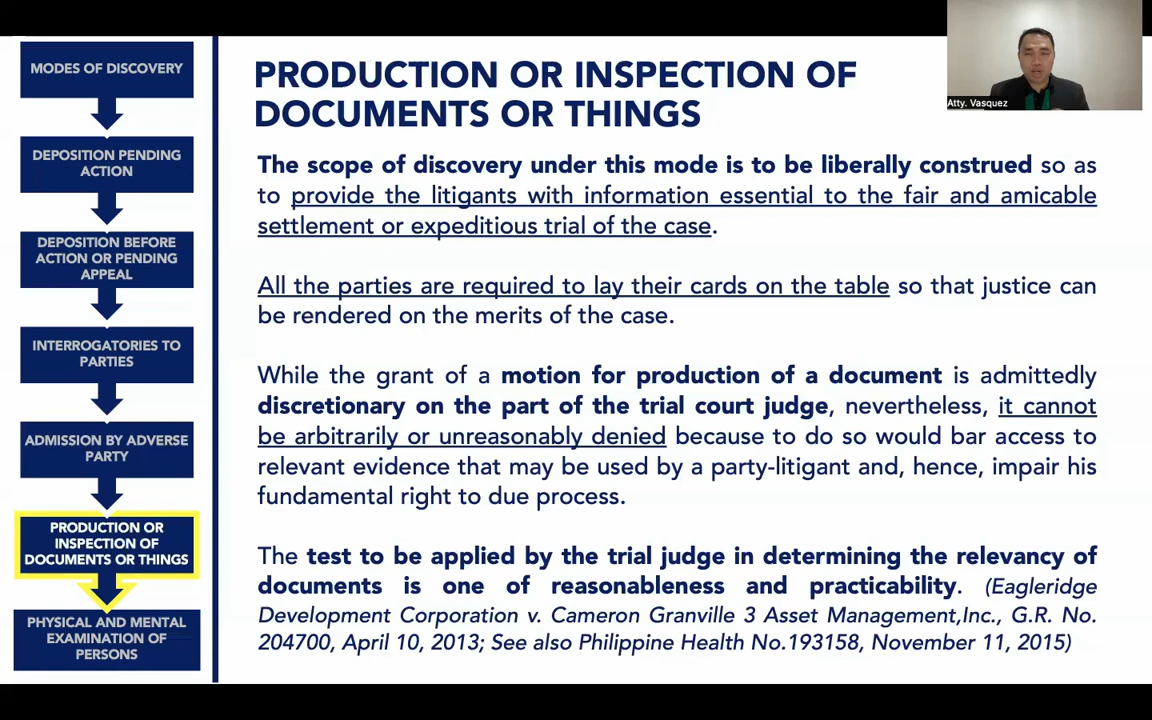 MODES OF DISCOVERY
DEPOSITION PENDING
ACTION
DEPOSITION BEFORE
ACTION OR PENDING
APPEAL
INTERROGATORIES TO
PARTIES
ADMISSION BY ADVERSE
PARTY
PRODUCTION OR
INSPECTION OF
DOCUMENTS OR THINGS
PHYSICAL AND MENTAL
EXAMINATION OF
PERSONS
PRODUCTION OR INSPECTION OF
DOCUMENTS OR THINGS
Atty. Vasquez
The scope of discovery under this mode is to be liberally construed so as
to provide the litigants with information essential to the fair and amicable
settlement or expeditious trial of the case.
All the parties are required to lay their cards on the table so that justice can
be rendered on the merits of the case.
While the grant of a motion for production of a document is admittedly
discretionary on the part of the trial court judge, nevertheless, it cannot
be arbitrarily or unreasonably denied because to do so would bar access to
relevant evidence that may be used by a party-litigant and, hence, impair his
fundamental right to due process.
The test to be applied by the trial judge in determining the relevancy of
documents is one of reasonableness and practicability. (Eagleridge
Development Corporation v. Cameron Granville 3 Asset Management,Inc., G.R. No.
204700, April 10, 2013; See also Philippine Health No.193158, November 11, 2015)